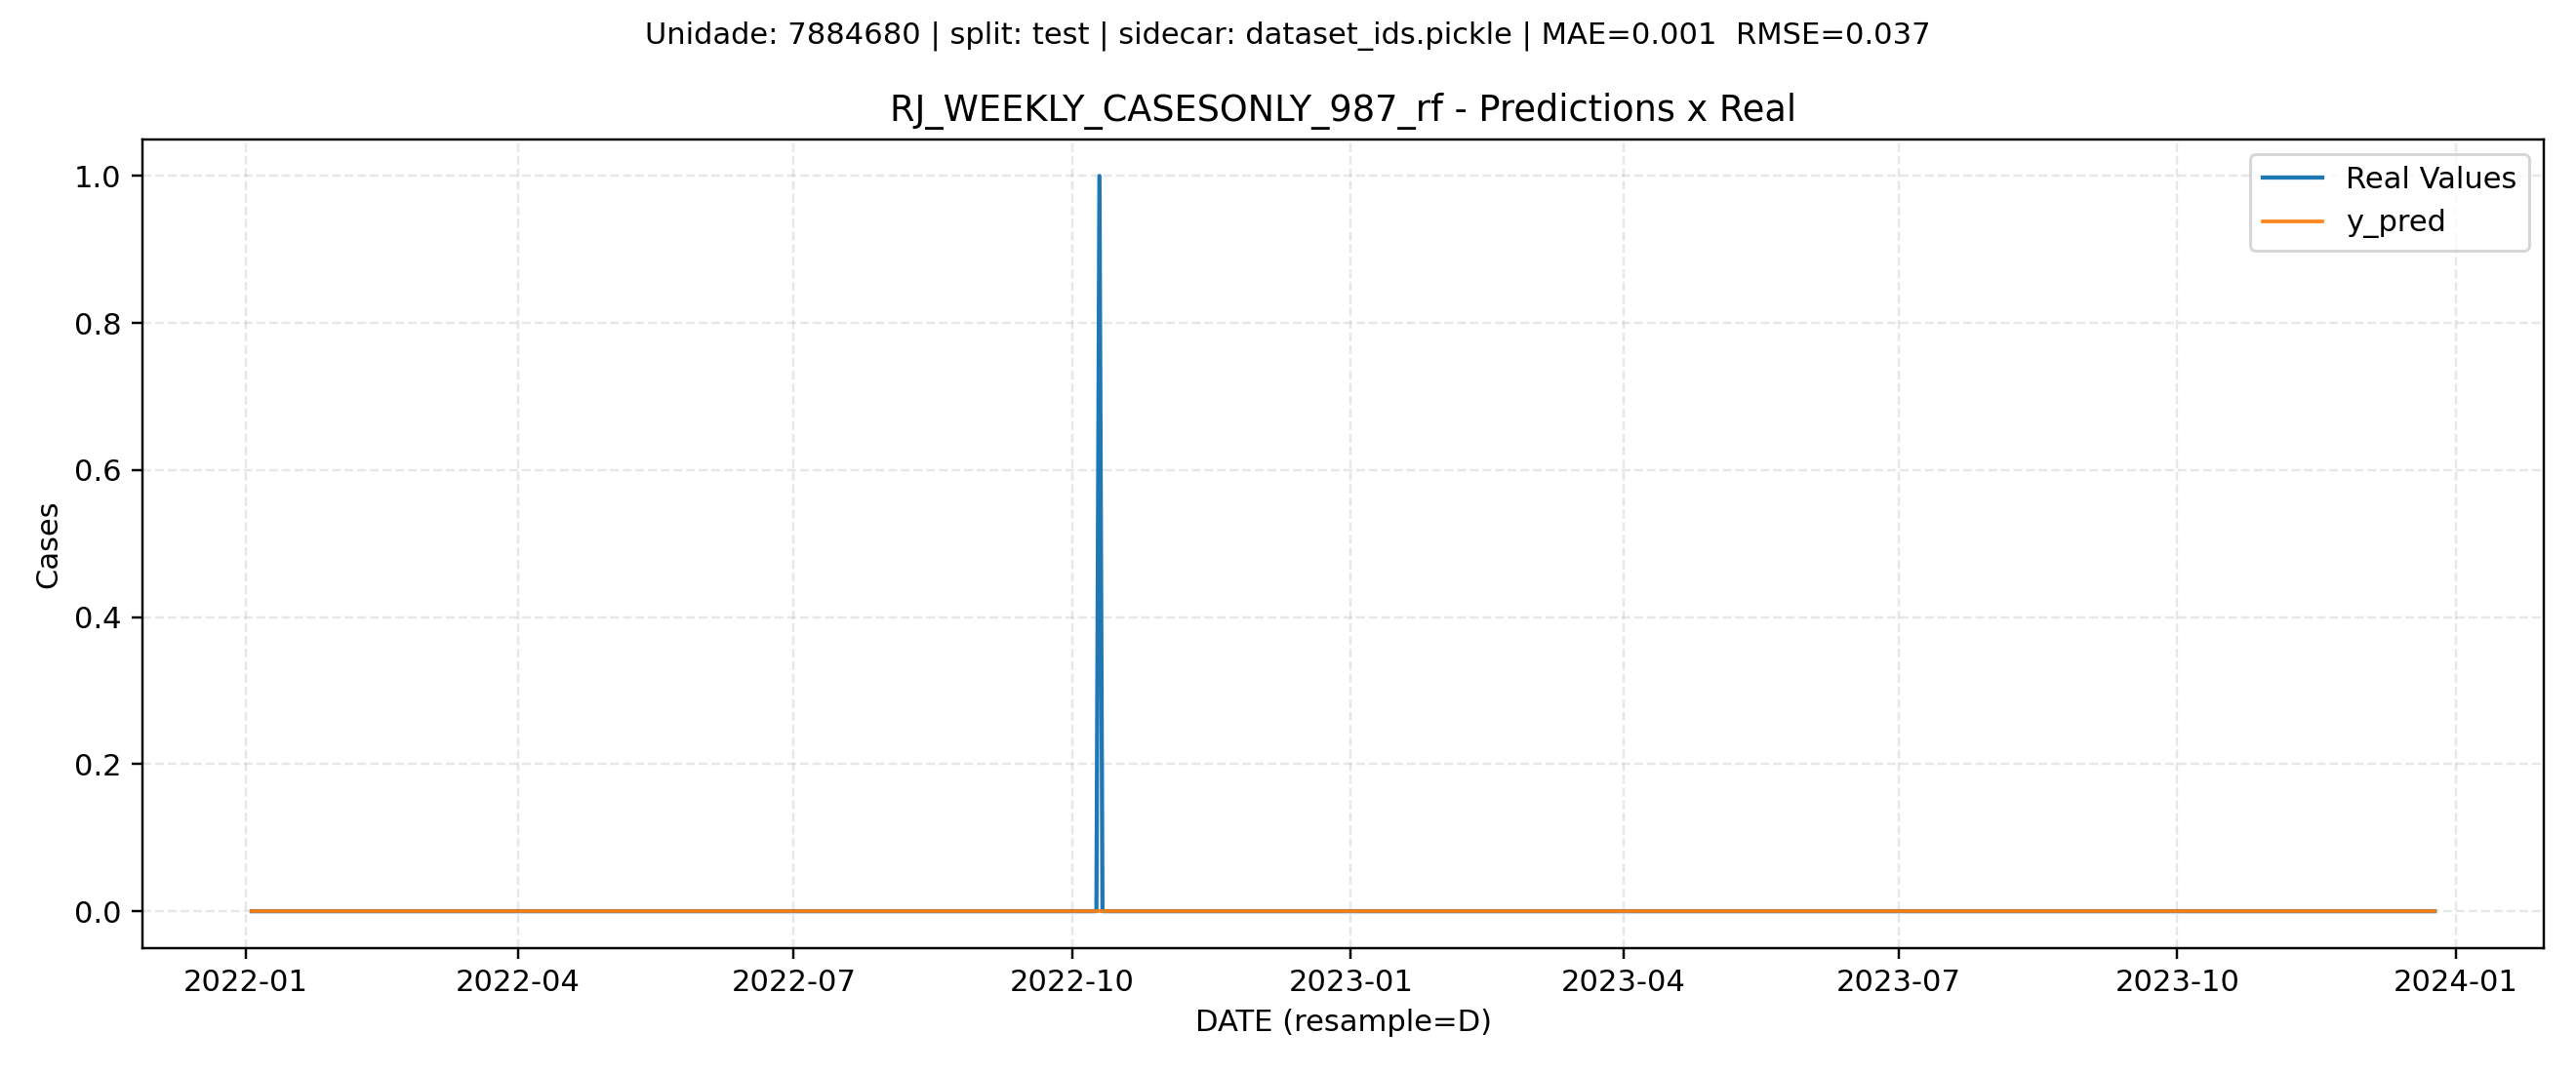 Unidade: 7884680 | split: test | sidecar: dataset_ids.pickle | MAE=0.001  RMSE=0.037
RJ_WEEKLY_CASESONLY_987_rf - Predictions x Real
Real Values
y_pred
Cases
1.0
0.8
0.6
0.4
0.2
0.0
2022-01 2022-04 2022-07 2022-10 2023-01 2023-04 2023-07 2023-10 2024-01
DATE (resample=D)